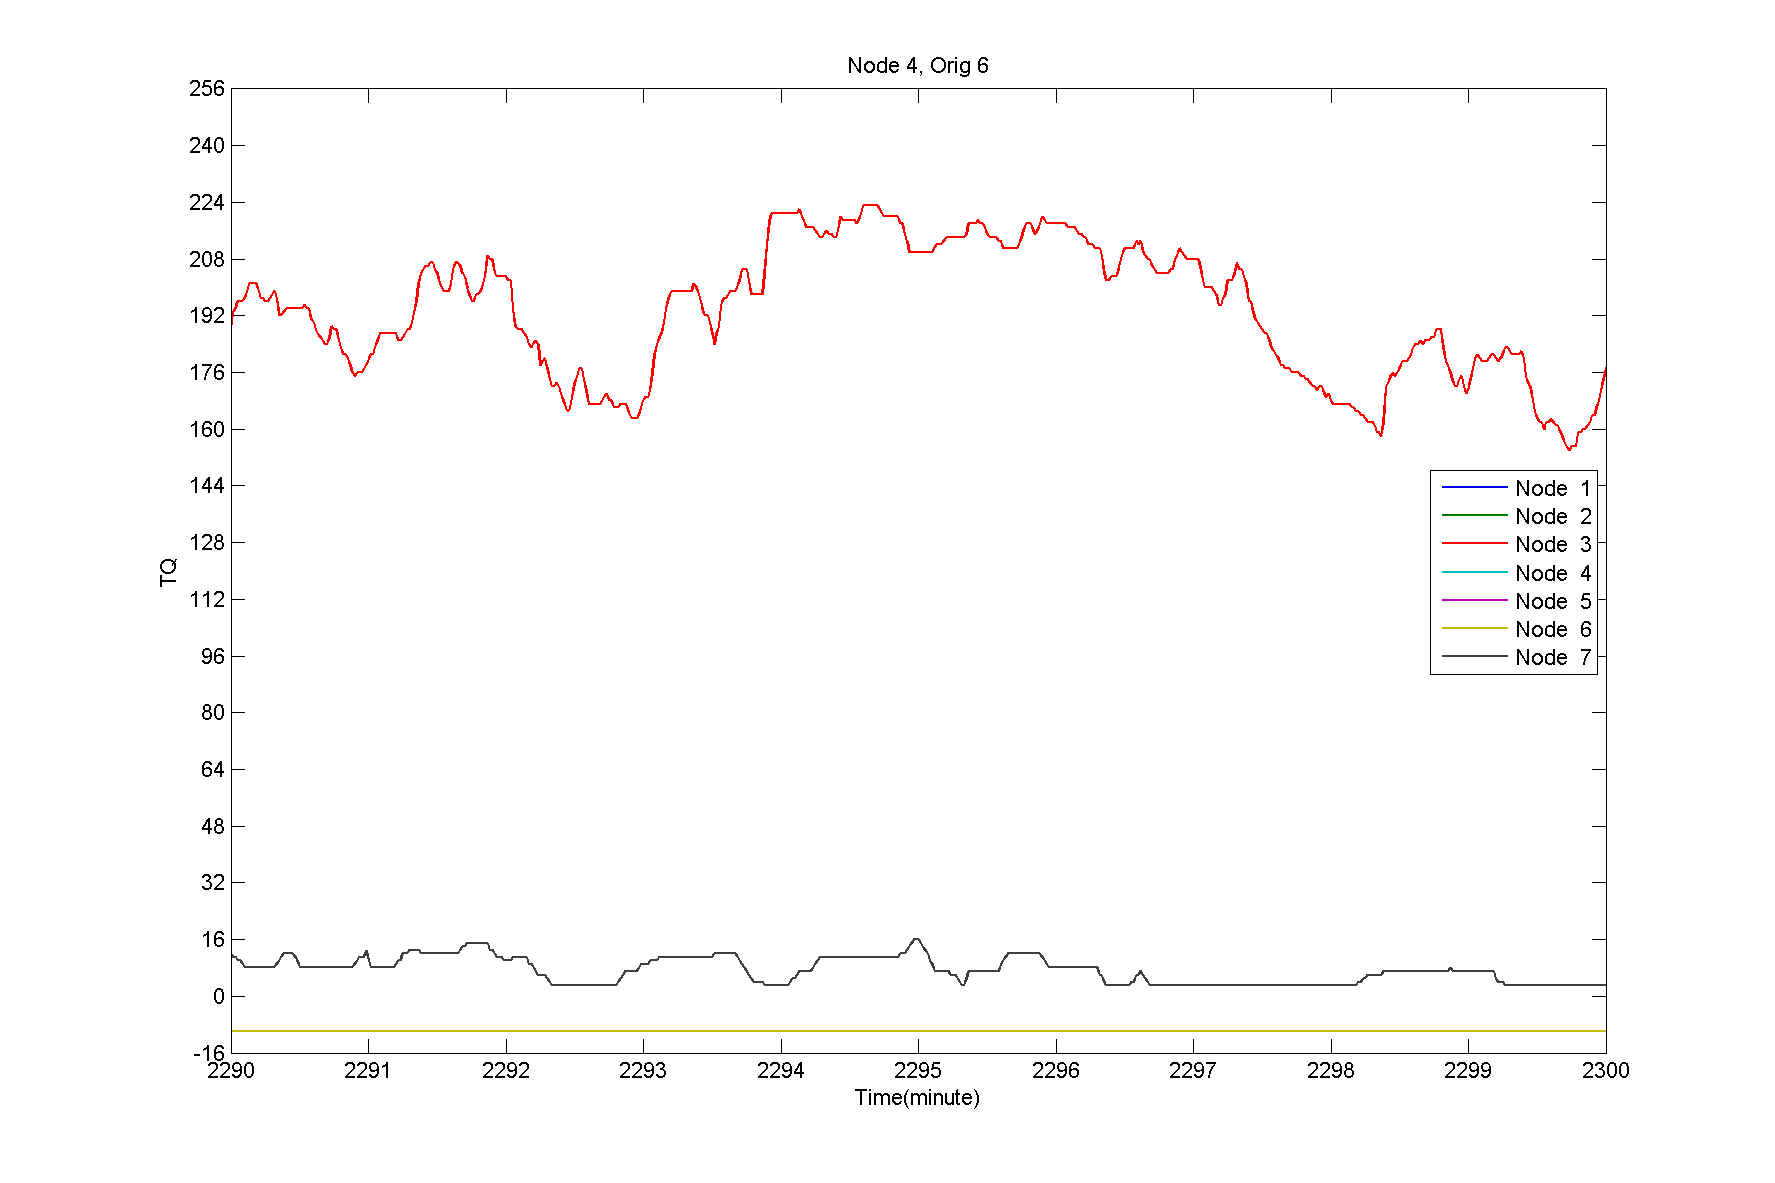 Node 4, Orig 6
256
240
224
208
192
176
160
144
128
112
96
80
64
48
32
16
0
-16
TQ
Node 1
Node 2
Node 3
Node 4
Node 5
Node 6
Node 7
2290 2291 2292 2293 2294 2295 2296 2297 2298 2299 2300
Time(minute)